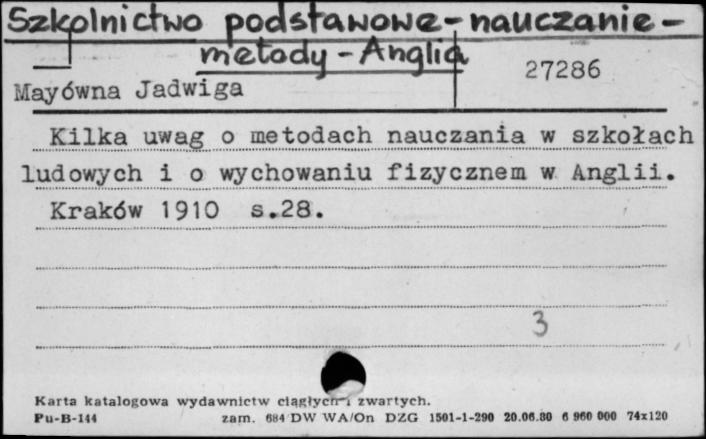 Szkolnictwo podstawowe - nauczanie -
metody - Anglia
27286
Mayówna Jadwiga
Kilka uwag o metodach nauczania w szkołach
ludowych i o wychowaniu fizycznem w Anglii.
Kraków 1910 s.28.
3
Karta katalogowa wydawnictw ciągłych i zwartych.
Pu-B-144 zam. 684 DW WA/On DZG 1501-1-290 20.06.80 6 960 000 74x120